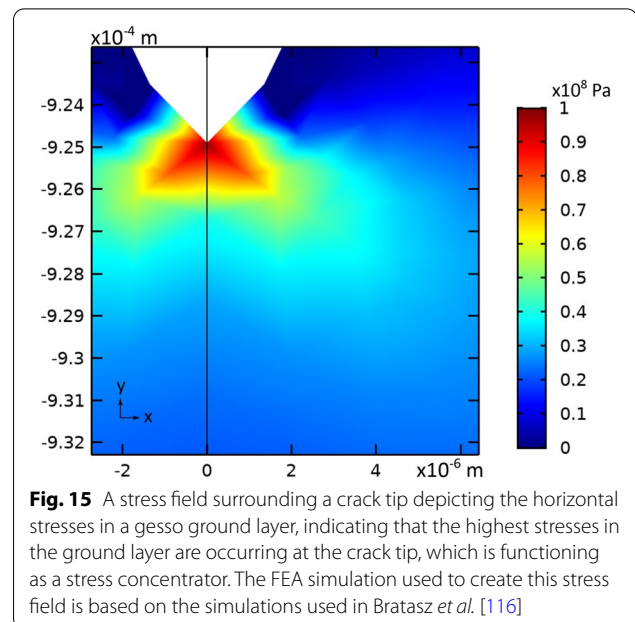 x10⁻⁴ m
-9.24
-9.25
-9.26
-9.27
-9.28
-9.29
-9.3
-9.31
-9.32
y
x
-2
0
2
4
x10⁻⁶ m
x10⁸ Pa
1
0.9
0.8
0.7
0.6
0.5
0.4
0.3
0.2
0.1
0
Fig. 15 A stress field surrounding a crack tip depicting the horizontal
stresses in a gesso ground layer, indicating that the highest stresses in
the ground layer are occurring at the crack tip, which is functioning
as a stress concentrator. The FEA simulation used to create this stress
field is based on the simulations used in Bratasz et al. [116]